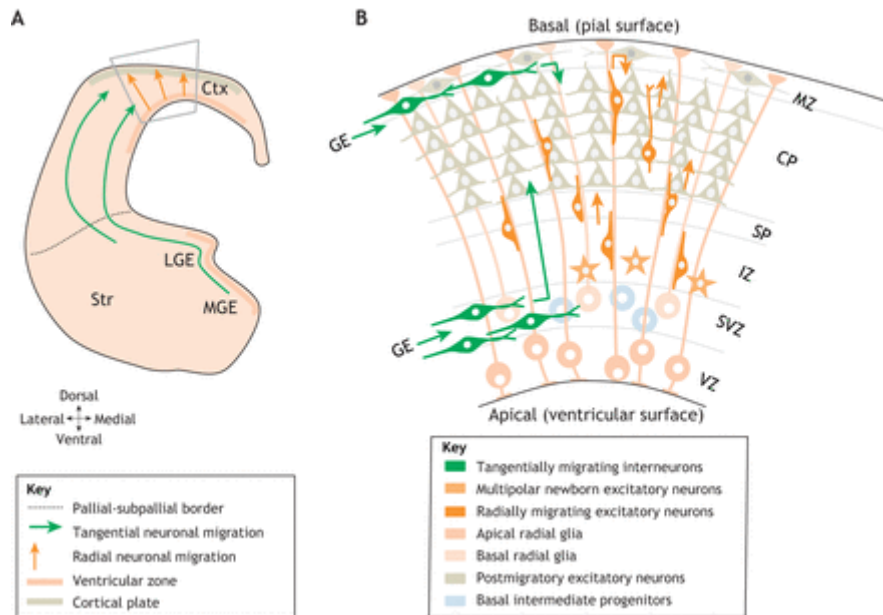 A
Ctx
LGE
Str
MGE
Dorsal
Lateral Medial
Ventral
Key
Pallial-subpallial border
Tangential neuronal migration
Radial neuronal migration
Ventricular zone
Cortical plate
B
Basal (pial surface)
MZ
GE
CP
SP
IZ
SVZ
GE
VZ
Apical (ventricular surface)
Key
Tangentially migrating interneurons
Multipolar newborn excitatory neurons
Radially migrating excitatory neurons
Apical radial glia
Basal radial glia
Postmigratory excitatory neurons
Basal intermediate progenitors